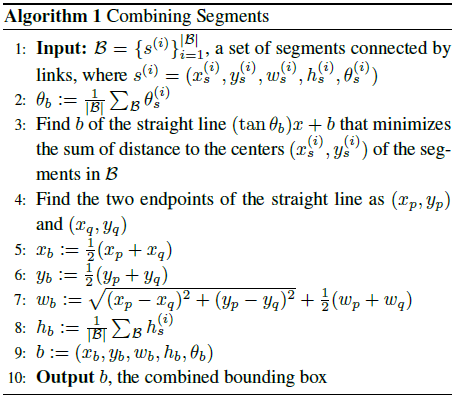 Algorithm 1 Combining Segments
1: Input: $\mathcal{B} = \{s^{(i)}\}_{i=1}^{|\mathcal{B}|}$, a set of segments connected by
links, where $s^{(i)} = (x_s^{(i)}, y_s^{(i)}, w_s^{(i)}, h_s^{(i)}, \theta_s^{(i)})$
2: $\theta_b := \frac{1}{|\mathcal{B}|} \sum_{\mathcal{B}} \theta_s^{(i)}$
3: Find $b$ of the straight line $(\tan \theta_b)x + b$ that minimizes
the sum of distance to the centers $(x_s^{(i)}, y_s^{(i)})$ of the seg-
ments in $\mathcal{B}$
4: Find the two endpoints of the straight line as $(x_p, y_p)$
and $(x_q, y_q)$
5: $x_b := \frac{1}{2}(x_p + x_q)$
6: $y_b := \frac{1}{2}(y_p + y_q)$
7: $w_b := \sqrt{(x_p - x_q)^2 + (y_p - y_q)^2} + \frac{1}{2}(w_p + w_q)$
8: $h_b := \frac{1}{|\mathcal{B}|} \sum_{\mathcal{B}} h_s^{(i)}$
9: $b := (x_b, y_b, w_b, h_b, \theta_b)$
10: Output $b$, the combined bounding box